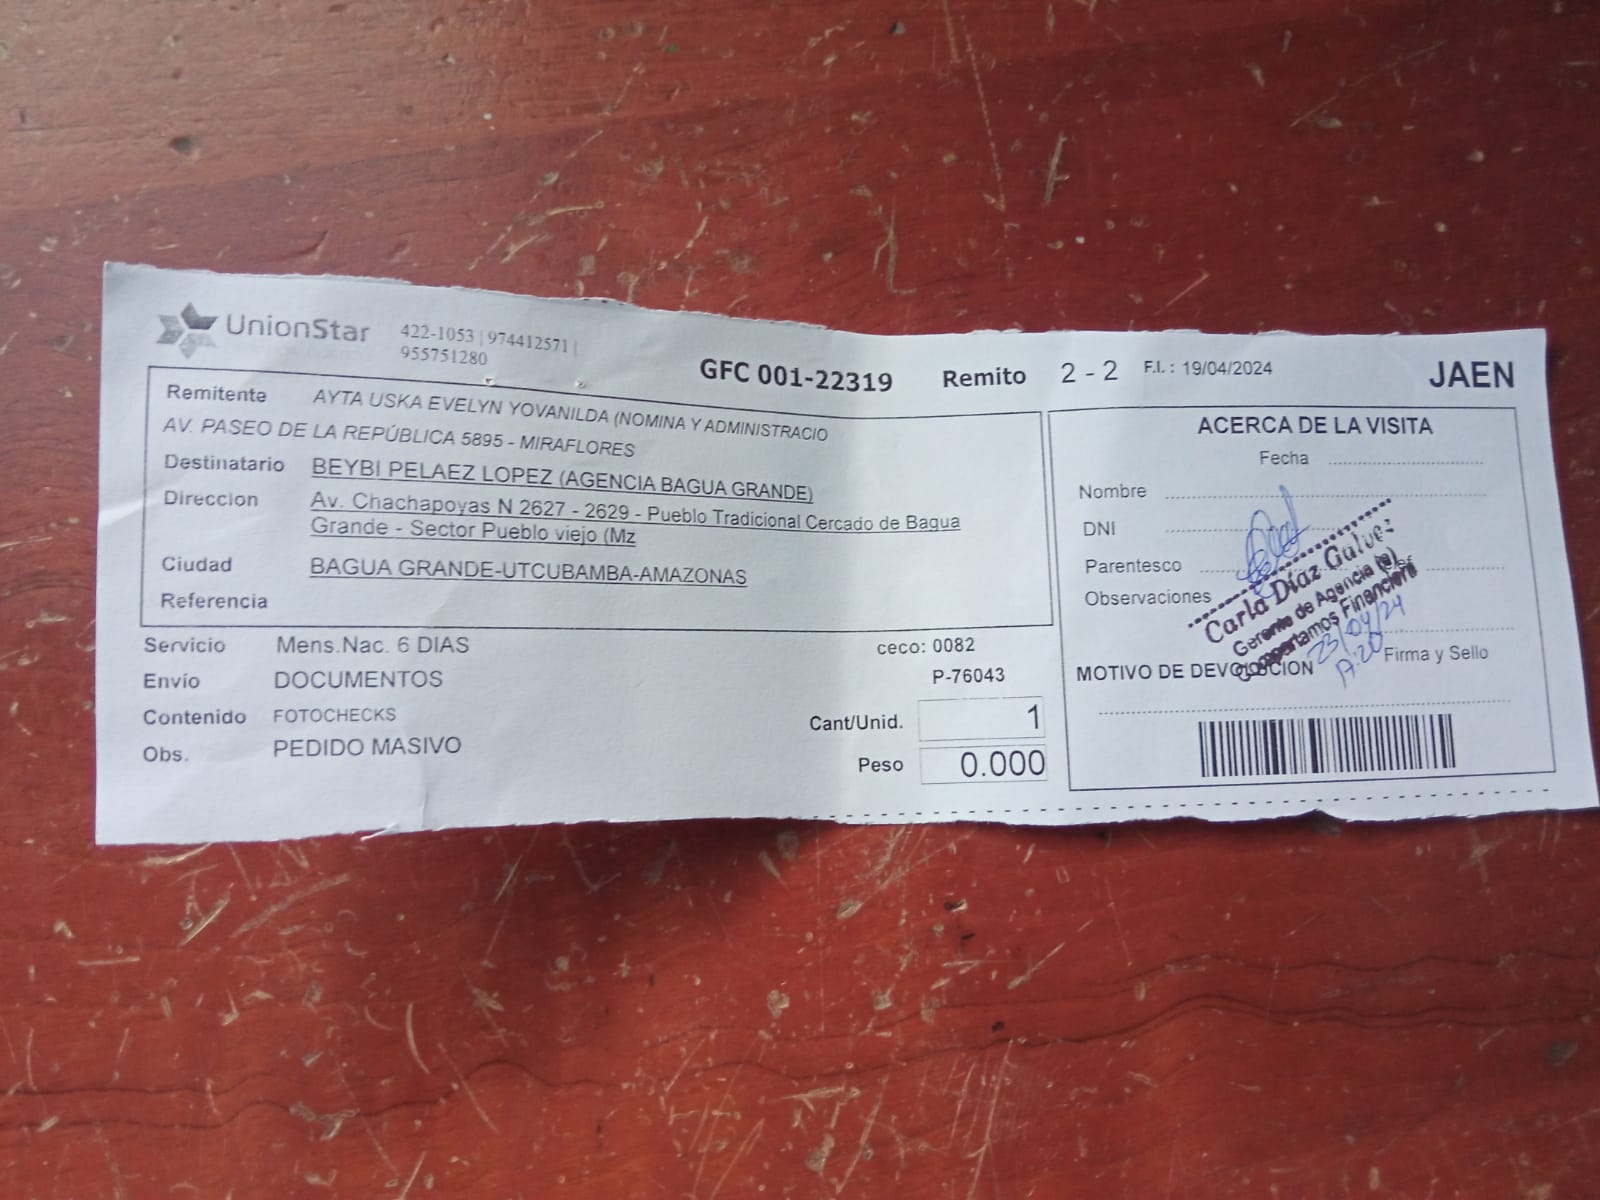 UnionStar
422-1053 | 974412571 |
955751280
GFC 001-22319
Remito
2 - 2
F.I. : 19/04/2024
JAEN
Remitente AYTA USKA EVELYN YOVANILDA (NOMINA Y ADMINISTRACIO
AV. PASEO DE LA REPÚBLICA 5895 - MIRAFLORES
Destinatario BEYBI PELAEZ LOPEZ (AGENCIA BAGUA GRANDE)
Direccion Av. Chachapoyas N 2627 - 2629 - Pueblo Tradicional Cercado de Bagua
Grande - Sector Pueblo viejo (Mz
Ciudad BAGUA GRANDE-UTCUBAMBA-AMAZONAS
Referencia
Servicio Mens.Nac. 6 DIAS
ceco: 0082
Envío DOCUMENTOS
P-76043
Contenido FOTOCHECKS
Cant/Unid. 1
Obs. PEDIDO MASIVO
Peso 0.000
ACERCA DE LA VISITA
Fecha
Nombre
DNI
Parentesco
Observaciones
Carla Díaz Galvez
Gerente de Agencia (e)
Compartamos Financiera
23/04/24
Firma y Sello
MOTIVO DE DEVOLUCION